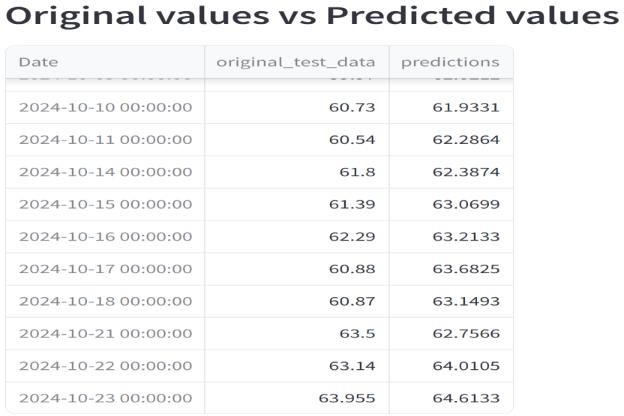 Original values vs Predicted values
Date original_test_data predictions
2024-10-10 00:00:00 60.73 61.9331
2024-10-11 00:00:00 60.54 62.2864
2024-10-14 00:00:00 61.8 62.3874
2024-10-15 00:00:00 61.39 63.0699
2024-10-16 00:00:00 62.29 63.2133
2024-10-17 00:00:00 60.88 63.6825
2024-10-18 00:00:00 60.87 63.1493
2024-10-21 00:00:00 63.5 62.7566
2024-10-22 00:00:00 63.14 64.0105
2024-10-23 00:00:00 63.955 64.6133